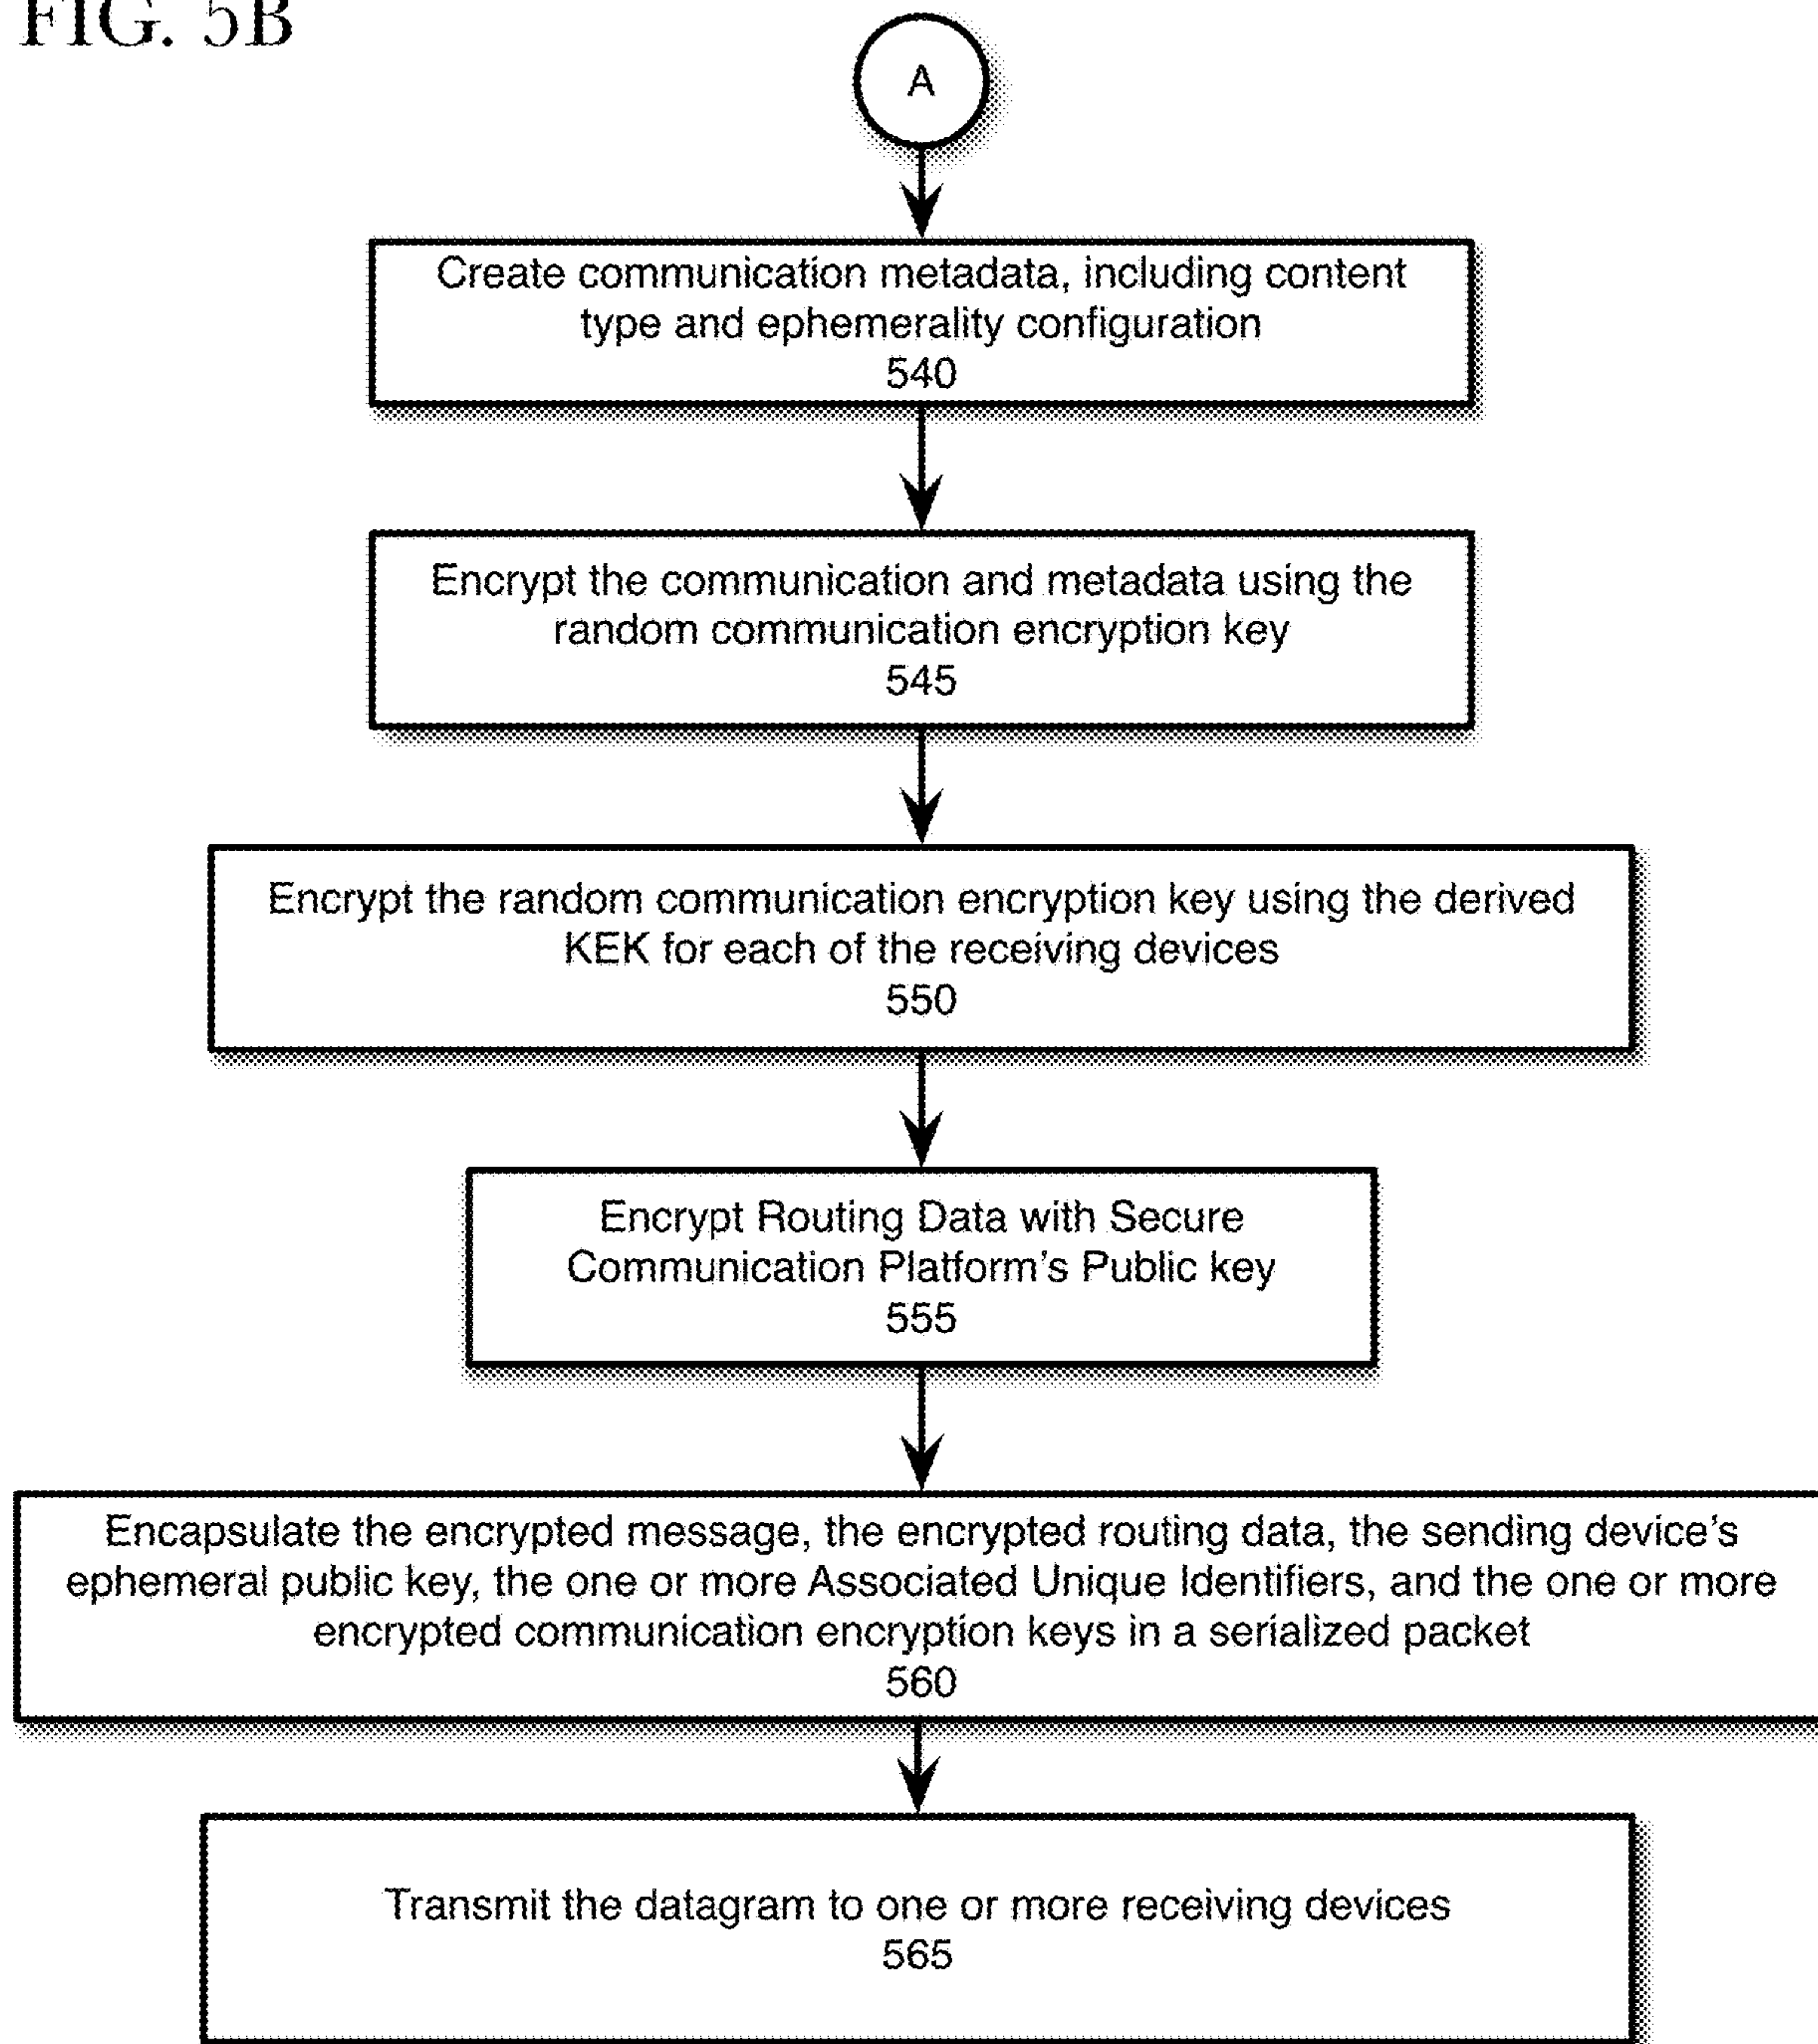 FIG. 5B
A
Create communication metadata, including content
type and ephemerality configuration
540
Encrypt the communication and metadata using the
random communication encryption key
545
Encrypt the random communication encryption key using the derived
KEK for each of the receiving devices
550
Encrypt Routing Data with Secure
Communication Platform's Public key
555
Encapsulate the encrypted message, the encrypted routing data, the sending device's
ephemeral public key, the one or more Associated Unique Identifiers, and the one or more
encrypted communication encryption keys in a serialized packet
560
Transmit the datagram to one or more receiving devices
565